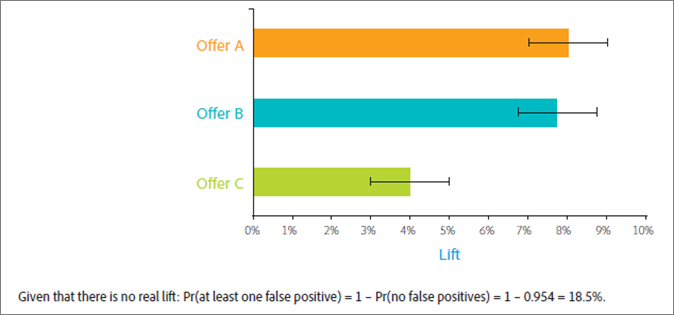 Offer A
Offer B
Offer C
0% 1% 2% 3% 4% 5% 6% 7% 8% 9% 10%
Lift
Given that there is no real lift: Pr(at least one false positive) = 1 – Pr(no false positives) = 1 – 0.954 = 18.5%.